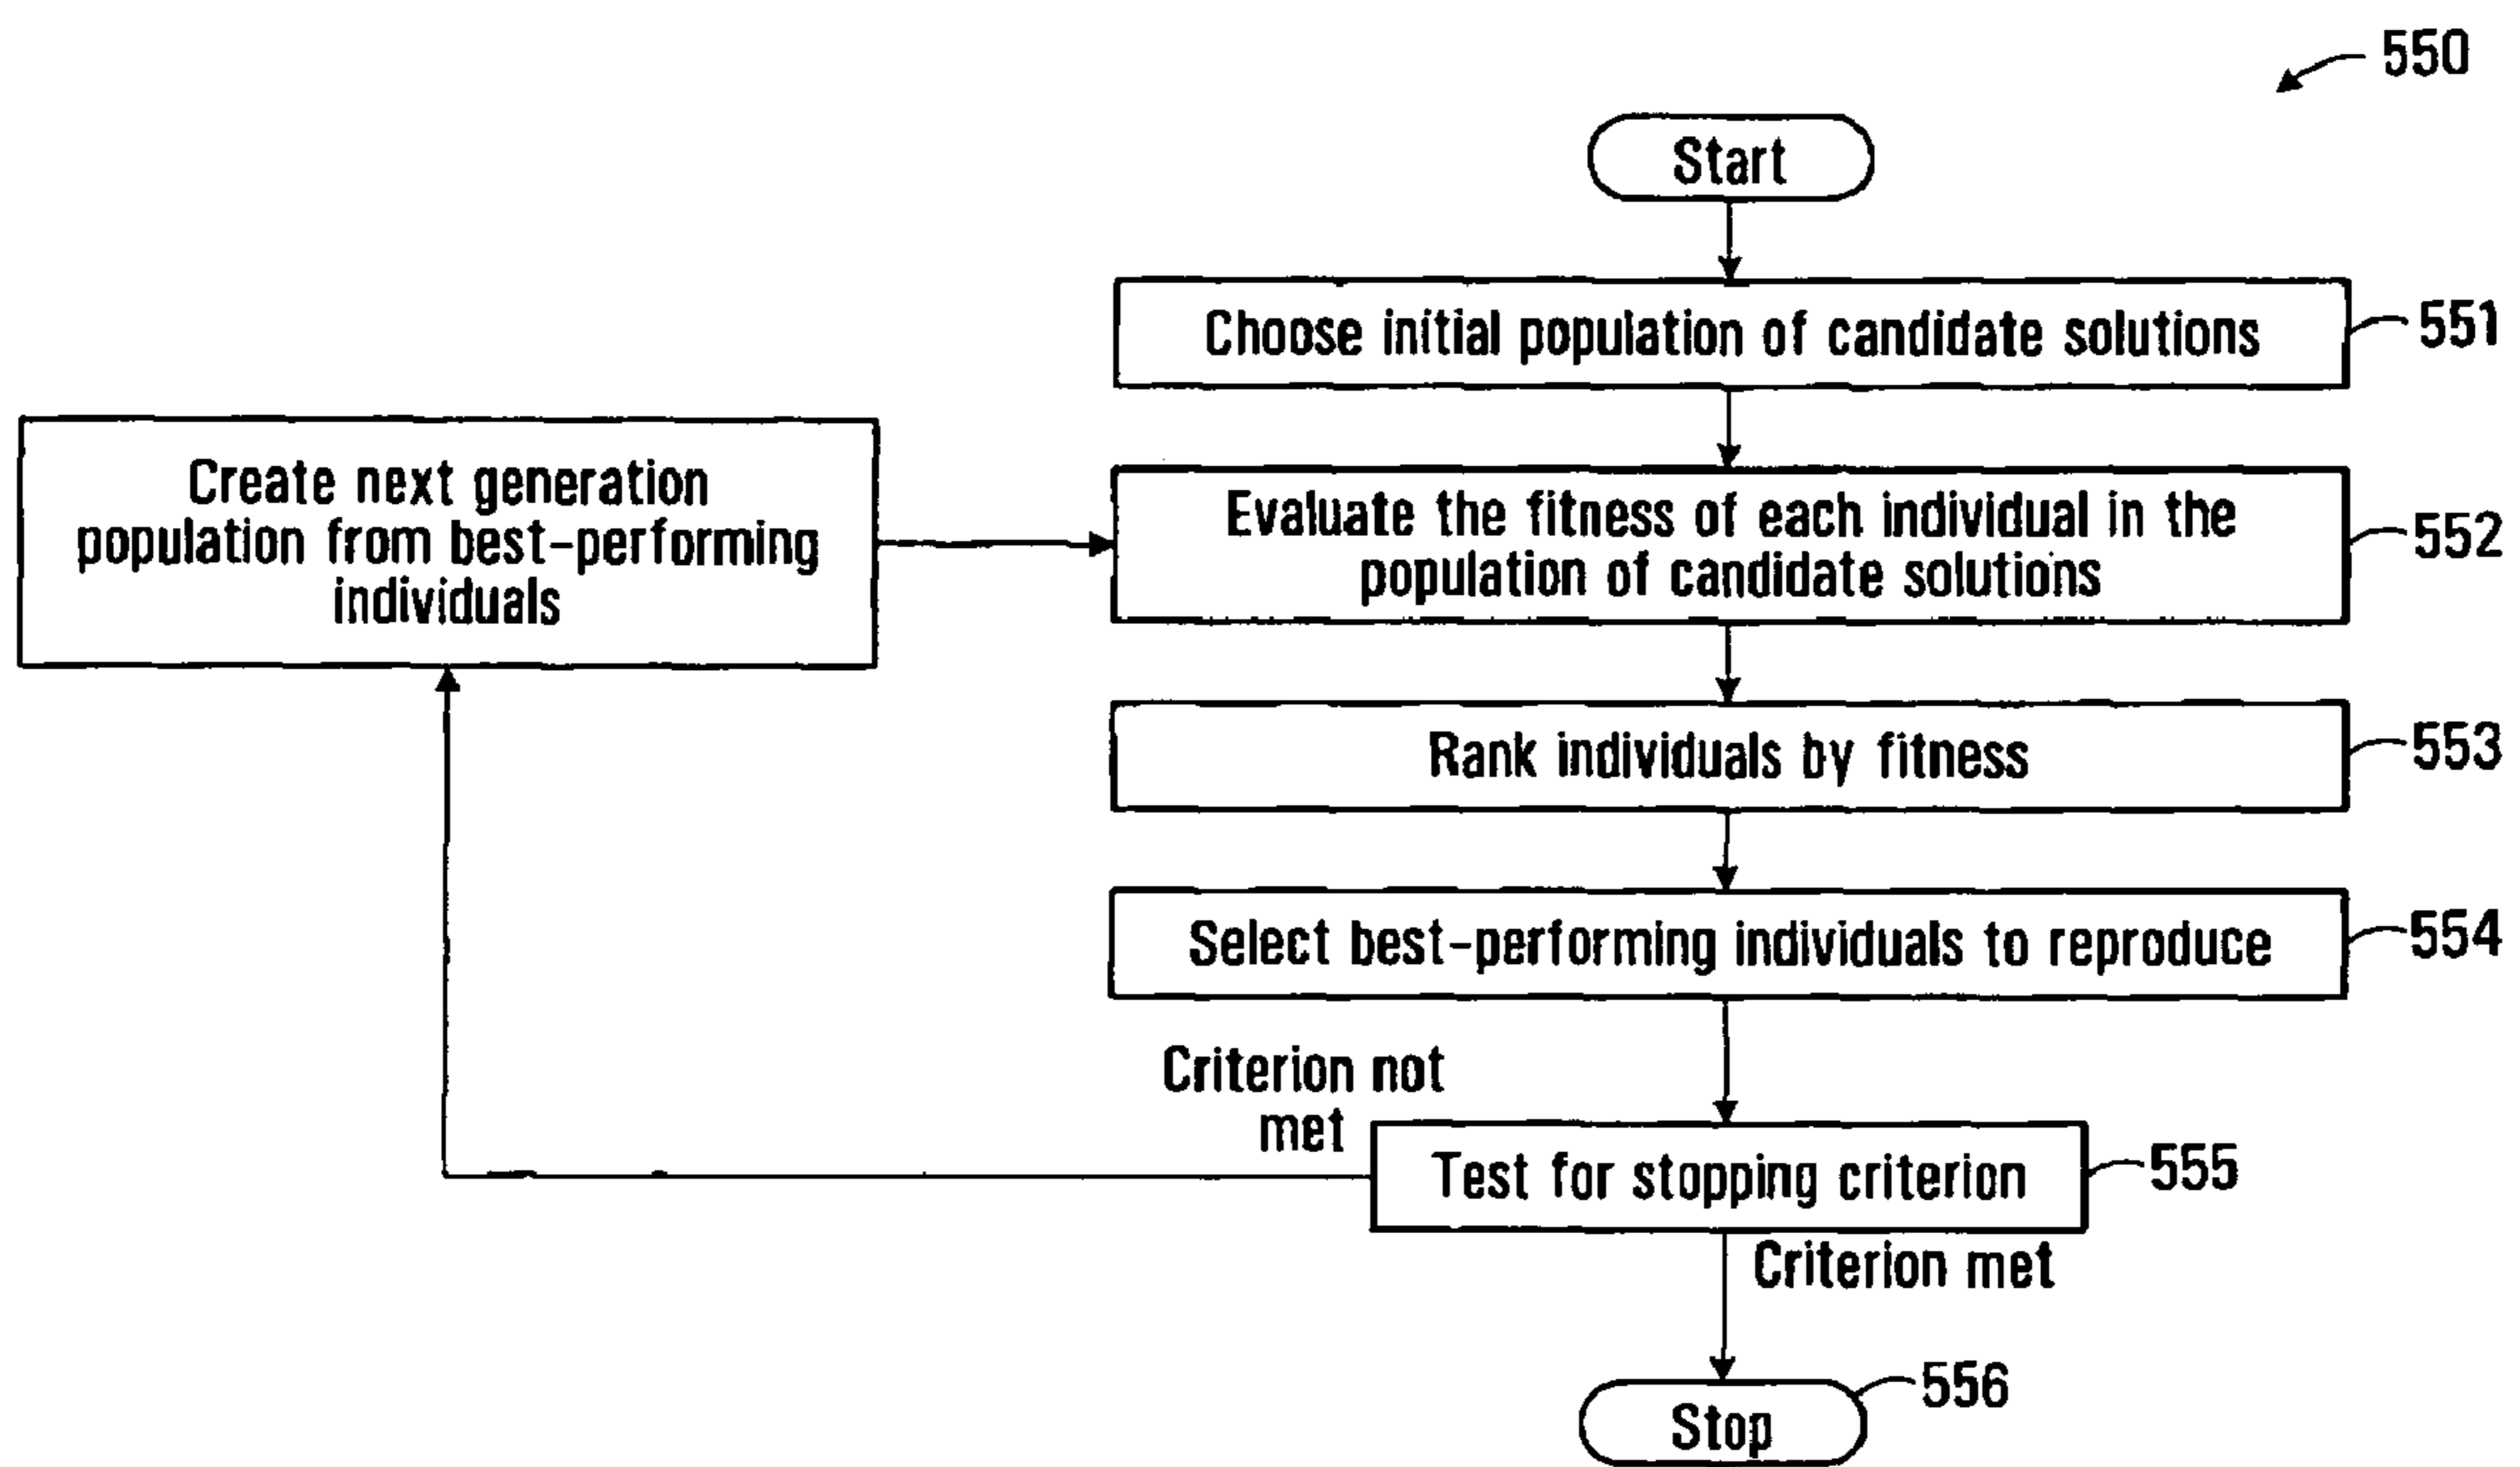 550
Start
Choose initial population of candidate solutions
551
Create next generation
population from best-performing
individuals
Evaluate the fitness of each individual in the
population of candidate solutions
552
Rank individuals by fitness
553
Select best-performing individuals to reproduce
554
Criterion not
met
Test for stopping criterion
555
Criterion met
556
Stop